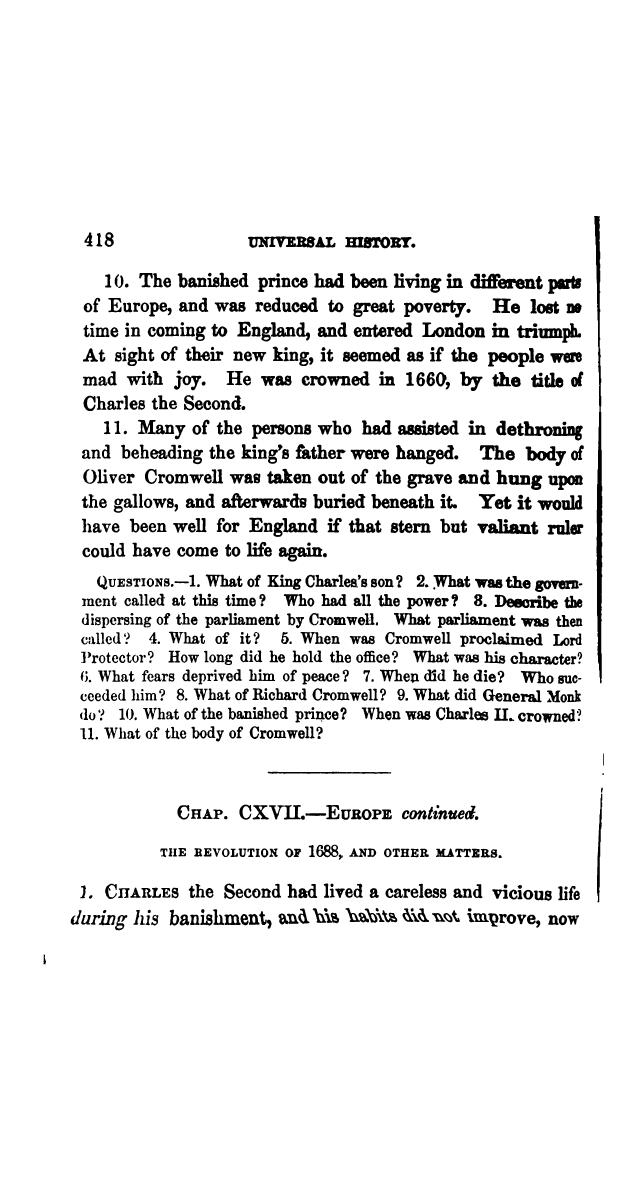 418 UNIVERSAL HISTORY.
10. The banished prince had been living in different parts
of Europe, and was reduced to great poverty. He lost no
time in coming to England, and entered London in triumph.
At sight of their new king, it seemed as if the people were
mad with joy. He was crowned in 1660, by the title of
Charles the Second.
11. Many of the persons who had assisted in dethroning
and beheading the king's father were hanged. The body of
Oliver Cromwell was taken out of the grave and hung upon
the gallows, and afterwards buried beneath it. Yet it would
have been well for England if that stern but valiant ruler
could have come to life again.
QUESTIONS.—1. What of King Charles's son? 2. What was the govern-
ment called at this time? Who had all the power? 3. Describe the
dispersing of the parliament by Cromwell. What parliament was then
called? 4. What of it? 5. When was Cromwell proclaimed Lord
Protector? How long did he hold the office? What was his character?
6. What fears deprived him of peace? 7. When did he die? Who suc-
ceeded him? 8. What of Richard Cromwell? 9. What did General Monk
do? 10. What of the banished prince? When was Charles II. crowned?
11. What of the body of Cromwell?
CHAP. CXVII.—EUROPE continued.
THE REVOLUTION OF 1688, AND OTHER MATTERS.
1. CHARLES the Second had lived a careless and vicious life
during his banishment, and his habits did not improve, now